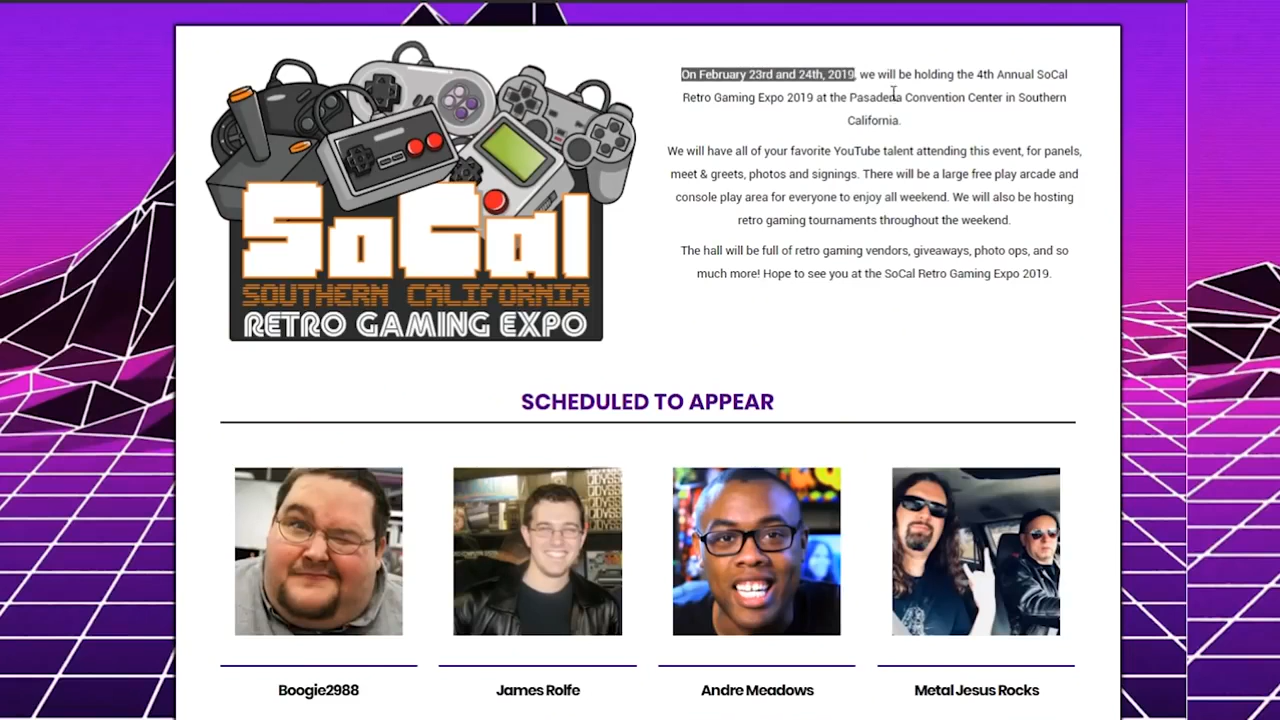 On February 23rd and 24th, 2019, we will be holding the 4th Annual SoCal
Retro Gaming Expo 2019 at the Pasadena Convention Center in Southern
California.
We will have all of your favorite YouTube talent attending this event, for panels,
meet & greets, photos and signings. There will be a large free play arcade and
console play area for everyone to enjoy all weekend. We will also be hosting
retro gaming tournaments throughout the weekend.
The hall will be full of retro gaming vendors, giveaways, photo ops, and so
much more! Hope to see you at the SoCal Retro Gaming Expo 2019.
SoCal
SOUTHERN CALIFORNIA
RETRO GAMING EXPO
SCHEDULED TO APPEAR
Boogie2988
James Rolfe
Andre Meadows
Metal Jesus Rocks